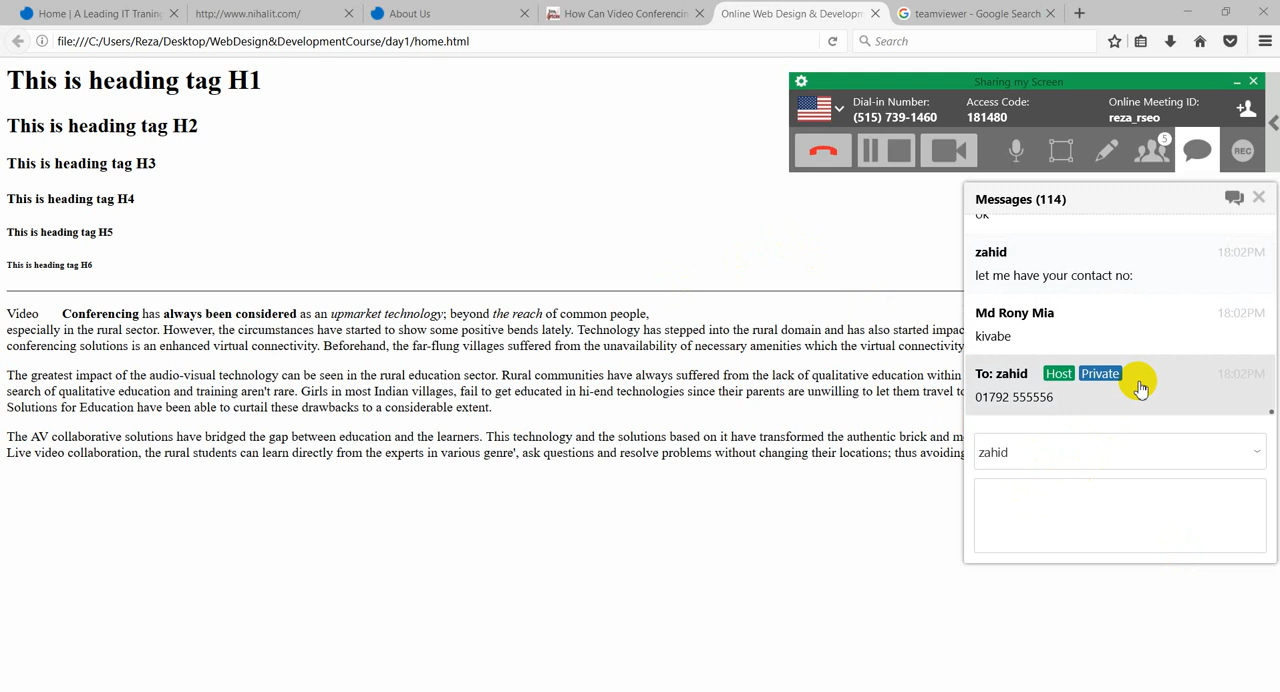 Home | A Leading IT Tranin
http://www.nihalit.com/
About Us
How Can Video Conferencin
Online Web Design & Developm
teamviewer - Google Search
file:///C:/Users/Reza/Desktop/WebDesign&DevelopmentCourse/day1/home.html
Search
This is heading tag H1
This is heading tag H2
This is heading tag H3
This is heading tag H4
This is heading tag H5
This is heading tag H6
Video Conferencing has always been considered as an upmarket technology; beyond the reach of common people,
especially in the rural sector. However, the circumstances have started to show some positive bends lately. Technology has stepped into the rural domain and has also started impac
conferencing solutions is an enhanced virtual connectivity. Beforehand, the far-flung villages suffered from the unavailability of necessary amenities which the virtual connectivity
The greatest impact of the audio-visual technology can be seen in the rural education sector. Rural communities have always suffered from the lack of qualitative education within
search of qualitative education and training aren't rare. Girls in most Indian villages, fail to get educated in hi-end technologies since their parents are unwilling to let them travel to
Solutions for Education have been able to curtail these drawbacks to a considerable extent.
The AV collaborative solutions have bridged the gap between education and the learners. This technology and the solutions based on it have transformed the authentic brick and m
Live video collaboration, the rural students can learn directly from the experts in various genre', ask questions and resolve problems without changing their locations; thus avoiding
Sharing my Screen
Dial-in Number:
(515) 739-1460
Access Code:
181480
Online Meeting ID:
reza_rseo
5
REC
Messages (114)
ok
zahid 18:02PM
let me have your contact no:
Md Rony Mia 18:02PM
kivabe
To: zahid Host Private 18:02PM
01792 555556
zahid